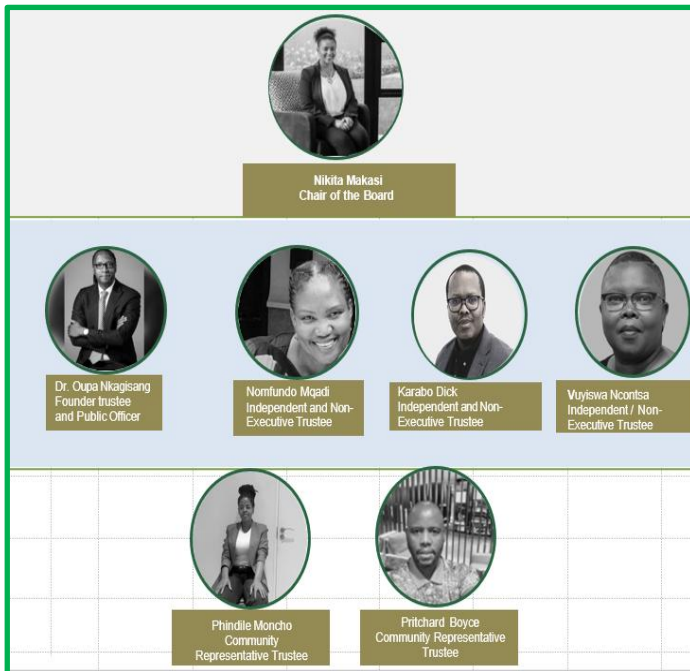 Nikita Makasi
Chair of the Board
Dr. Oupa Nkagisang
Founder trustee
and Public Officer
Nomfundo Mqadi
Independent and Non-
Executive Trustee
Karabo Dick
Independent and Non-
Executive Trustee
Vuyiswa Ncontsa
Independent / Non-
Executive Trustee
Phindile Moncho
Community
Representative Trustee
Pritchard Boyce
Community Representative
Trustee